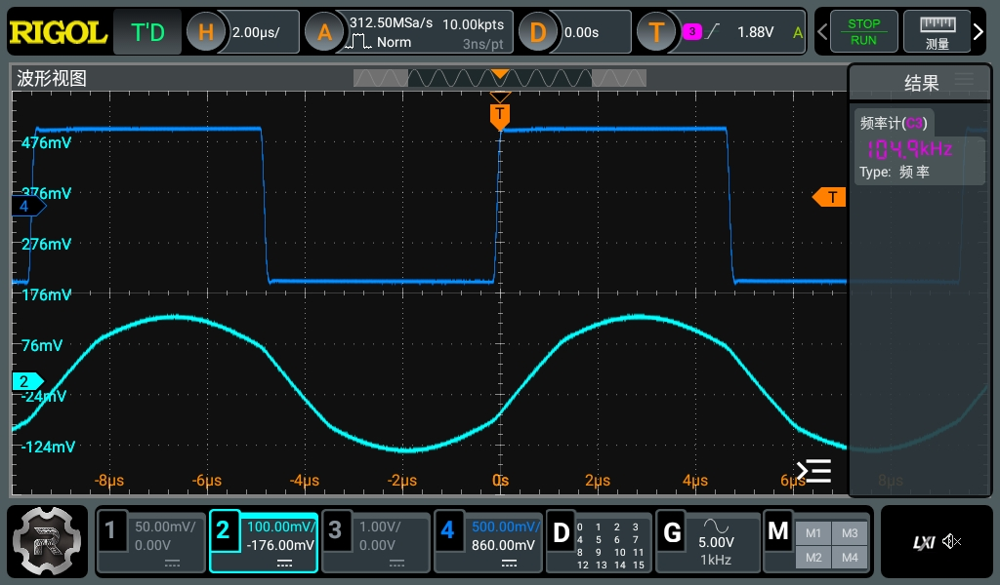 RIGOL T'D H 2.00µs/ A 312.50MSa/s 10.00kpts D 0.00s T 3 1.88V A STOP
Norm 3ns/pt RUN 测量
波形视图 结果
T
476mV 频率计(C3)
104.9kHz
Type: 频率
376mV T
4
276mV
176mV
76mV
2
-24mV
-124mV
-8µs -6µs -4µs -2µs 0s 2µs 4µs 6µs 8µs
1 50.00mV/ 2 100.00mV/ 3 1.00V/ 4 500.00mV/ D 0 1 2 3 G 5.00V M M1 M3
0.00V -176.00mV 0.00V 860.00mV 4 5 6 7 1kHz M2 M4
8 9 10 11
12 13 14 15
R LXI